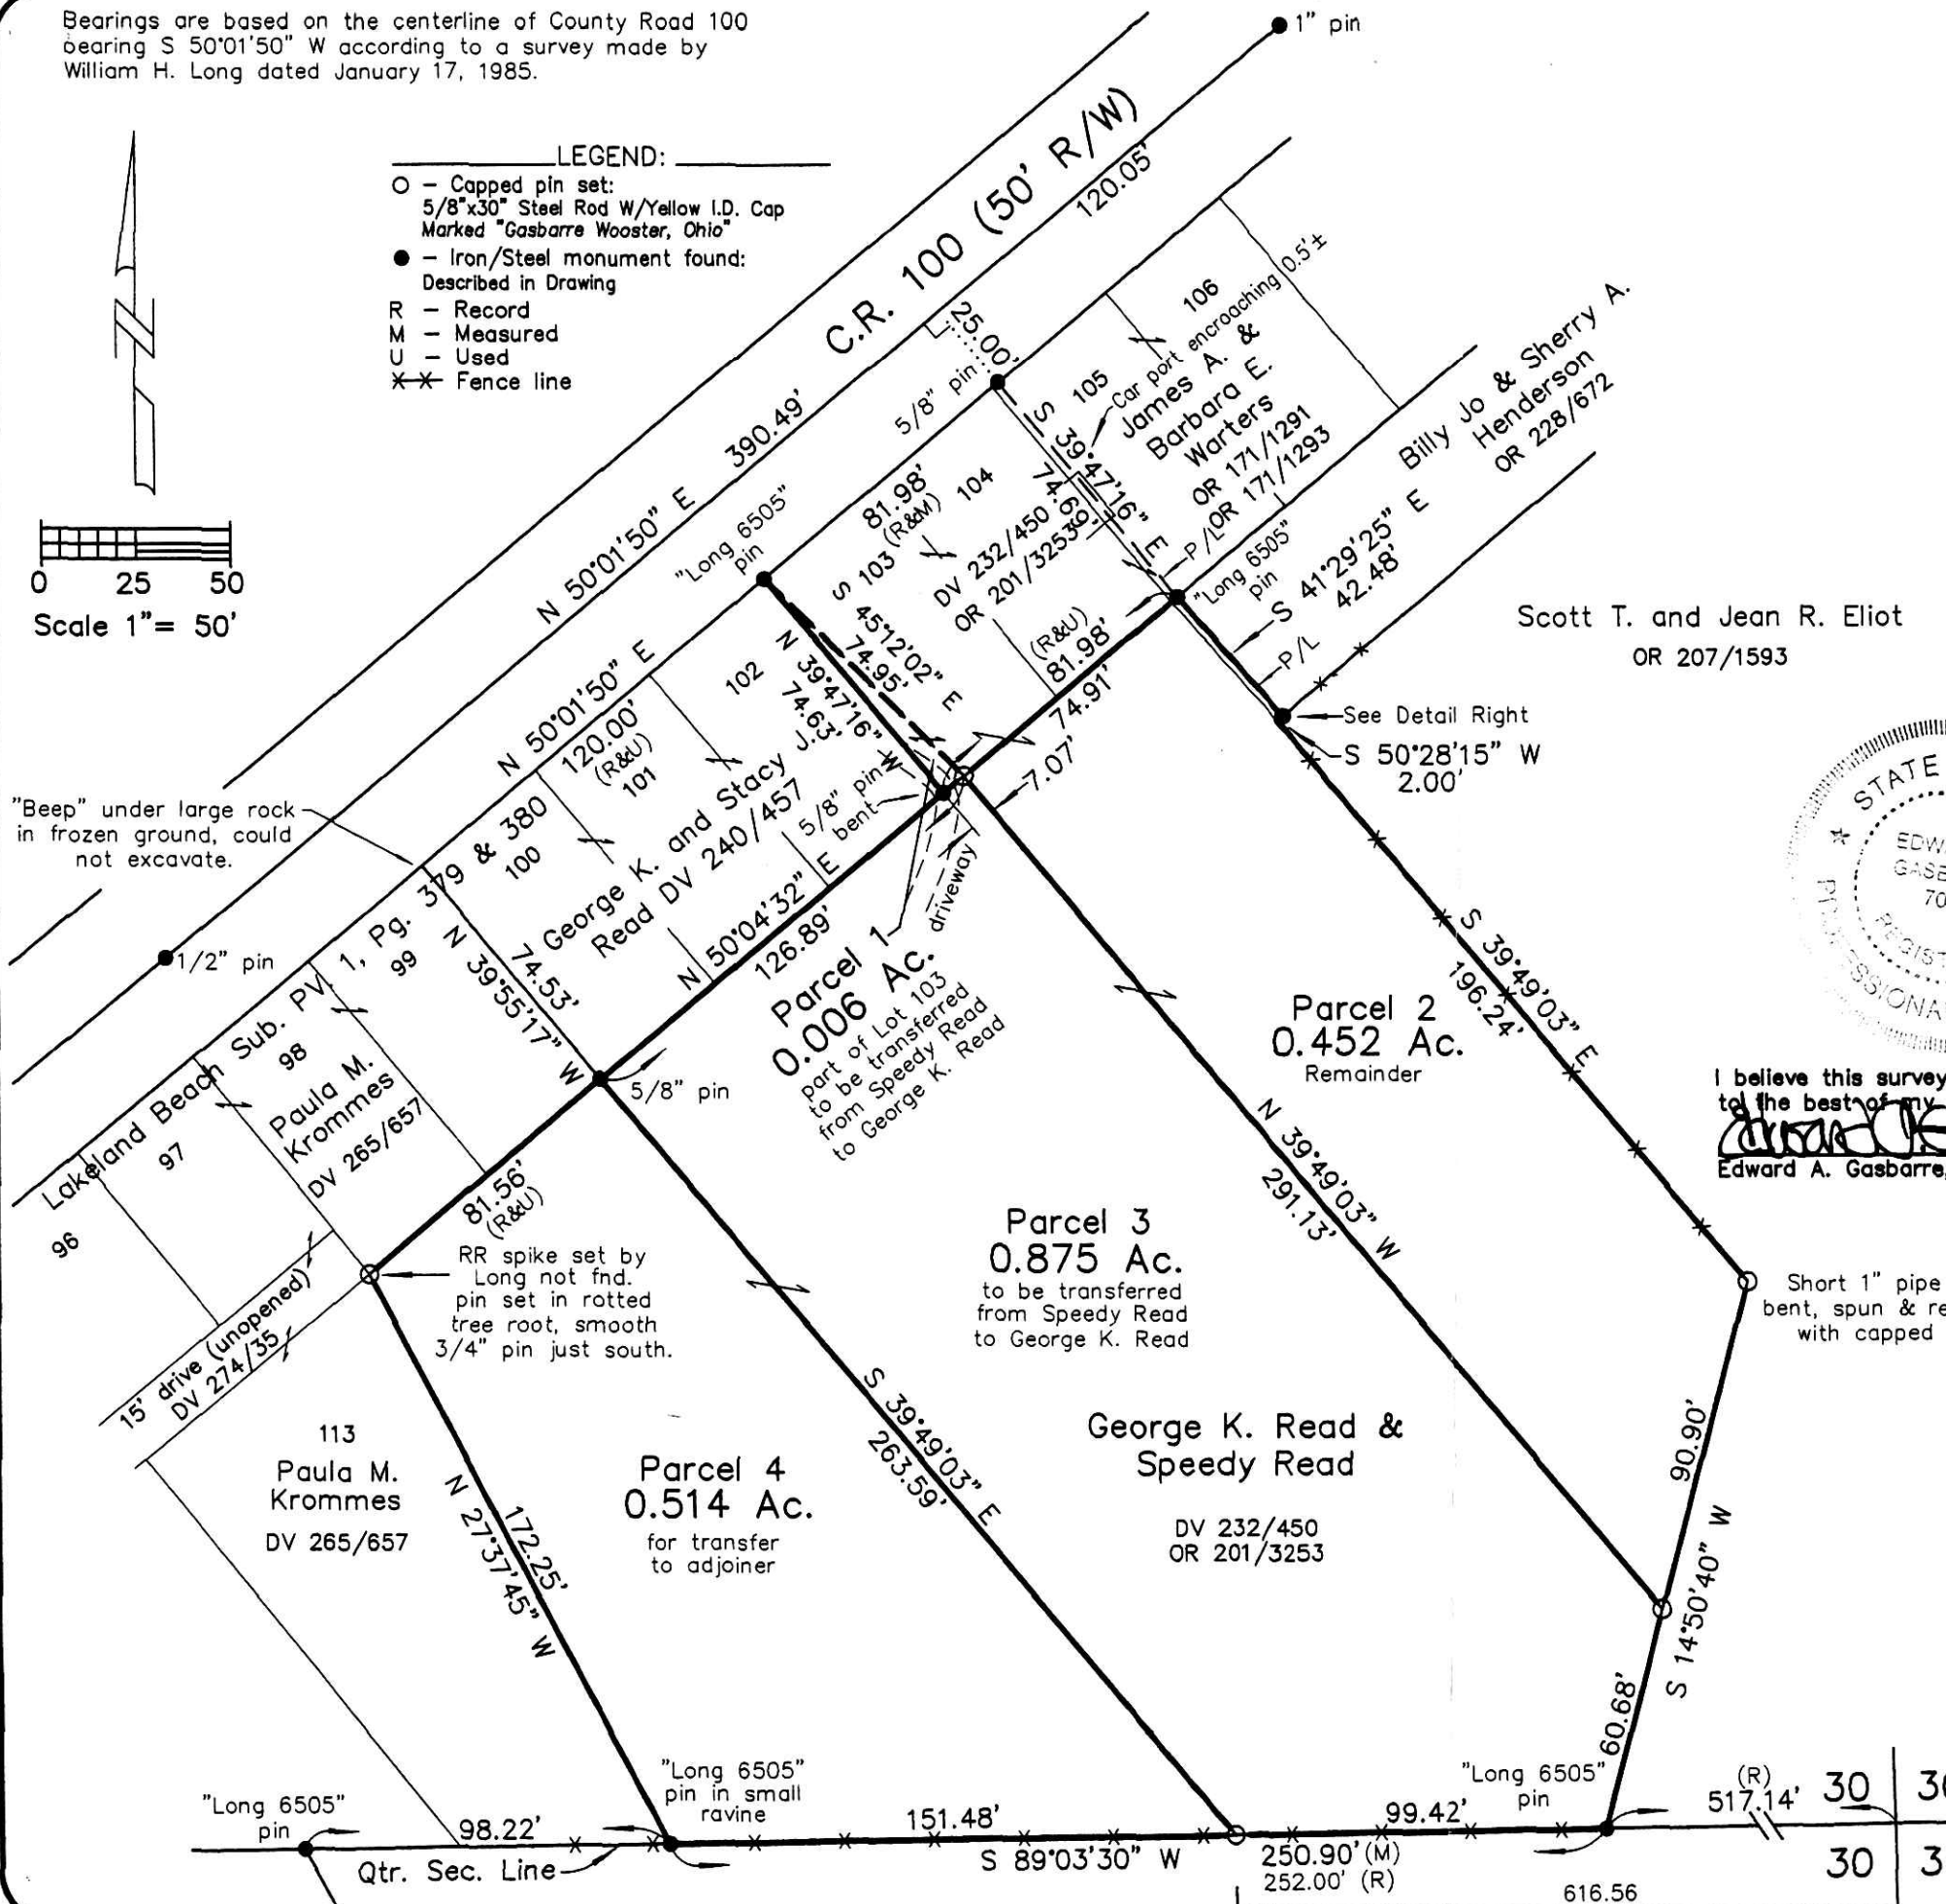 Bearings are based on the centerline of County Road 100
bearing S 50°01'50" W according to a survey made by
William H. Long dated January 17, 1985.
1" pin
LEGEND:
O – Capped pin set:
5/8"x30" Steel Rod W/Yellow I.D. Cap
Marked "Gasbarre Wooster, Ohio"
● – Iron/Steel monument found:
Described in Drawing
R – Record
M – Measured
U – Used
X-X- Fence line
0 25 50
Scale 1"= 50'
C.R. 100 (50' R/W)
120.05'
390.49'
N 50°01'50" E
25.00'
5/8" pin
106
105
Car port encroaching 0.5'±
James A. &
Barbara E.
Warters
OR 171/1291
OR 171/1293
P/L
S 39°47'16" E
74.69'
Billy Jo & Sherry A.
Henderson
OR 228/672
"Long 6505"
pin
81.98'
(R&M)
104
103
DV 232/450
OR 201/3253
S 45°12'02" E
74.95'
N 39°47'16" W
74.63'
(R&U)
81.98'
74.91'
7.07'
"Long 6505"
pin
S 41°29'25" E
42.48'
P/L
Scott T. and Jean R. Eliot
OR 207/1593
See Detail Right
S 50°28'15" W
2.00'
N 50°01'50" E
120.00'
(R&U)
102
101
100
99
98
97
96
George K. and Stacy J.
Read DV 240/457
5/8" pin
bent
"Beep" under large rock
in frozen ground, could
not excavate.
1/2" pin
Lakeland Beach Sub. PV. 1, Pg. 379 & 380
N 39°55'17" W
74.53'
N 50°04'32" E
126.89'
driveway
Parcel 1
0.006 Ac.
part of Lot 103
to be transferred
from Speedy Read
to George K. Read
5/8" pin
Paula M.
Krommes
DV 265/657
81.56'
(R&U)
RR spike set by
Long not fnd.
pin set in rotted
tree root, smooth
3/4" pin just south.
15' drive (unopened)
DV 274/35
Parcel 2
0.452 Ac.
Remainder
S 39°49'03" E
196.24'
N 39°49'03" W
291.13'
STATE
EDWA
GASB
70
REGIST
PROFESSIONA
I believe this survey
to the best of my
Edward A. Gasbarre,
Parcel 3
0.875 Ac.
to be transferred
from Speedy Read
to George K. Read
Short 1" pipe
bent, spun & re
with capped
113
Paula M.
Krommes
DV 265/657
N 27°37'45" W
172.25'
Parcel 4
0.514 Ac.
for transfer
to adjoiner
S 39°49'03" E
263.59'
George K. Read &
Speedy Read
DV 232/450
OR 201/3253
90.90'
S 14°50'40" W
60.68'
"Long 6505"
pin
98.22'
Qtr. Sec. Line
"Long 6505"
pin in small
ravine
151.48'
S 89°03'30" W
99.42'
250.90' (M)
252.00' (R)
"Long 6505"
pin
(R)
517.14'
30 3
30 3
616.56